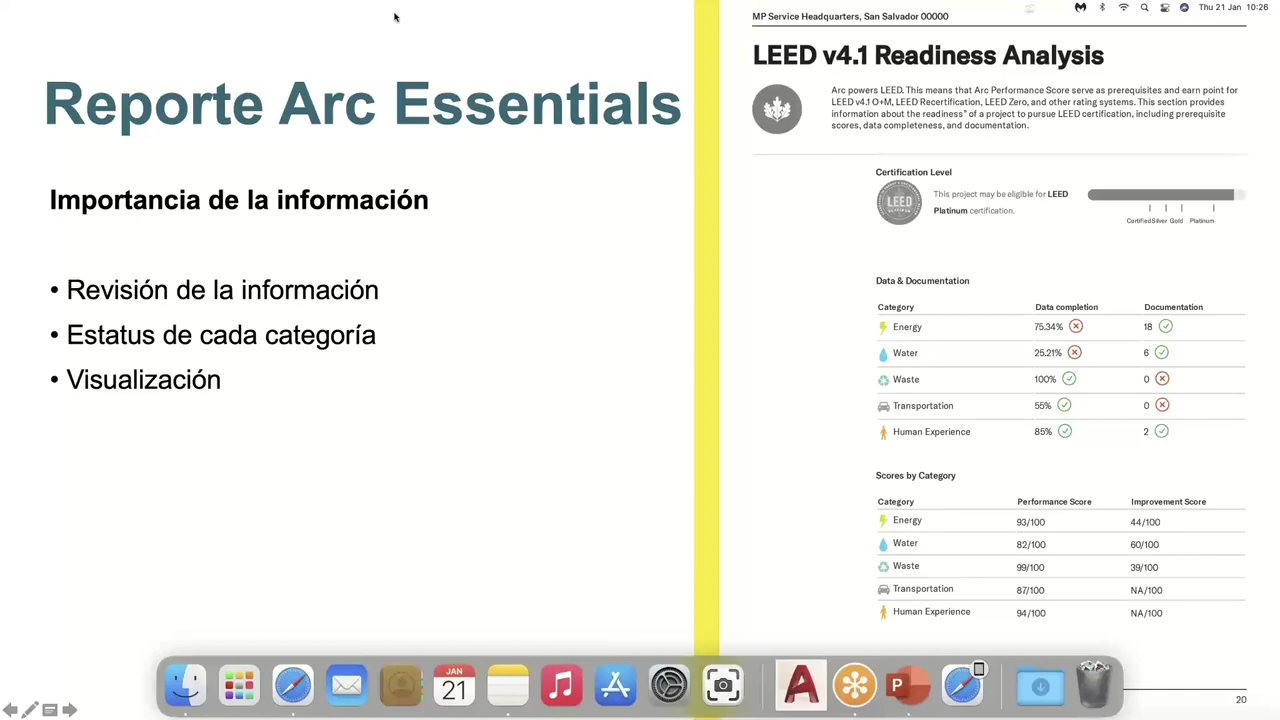 Thu 21 Jan 10:26
MP Service Headquarters, San Salvador 00000
Reporte Arc Essentials
Importancia de la información
• Revisión de la información
• Estatus de cada categoría
• Visualización
LEED v4.1 Readiness Analysis
Arc powers LEED. This means that Arc Performance Score serve as prerequisites and earn point for
LEED v4.1 O+M, LEED Recertification, LEED Zero, and other rating systems. This section provides
information about the readiness" of a project to pursue LEED certification, including prerequisite
scores, data completeness, and documentation.
Certification Level
LEED
This project may be eligible for LEED
Platinum certification.
Certified Silver Gold Platinum
Data & Documentation
Category Data completion Documentation
Energy 75.34% 18
Water 25.21% 6
Waste 100% 0
Transportation 55% 0
Human Experience 85% 2
Scores by Category
Category Performance Score Improvement Score
Energy 93/100 44/100
Water 82/100 60/100
Waste 99/100 39/100
Transportation 87/100 NA/100
Human Experience 94/100 NA/100
JAN
21
P
20